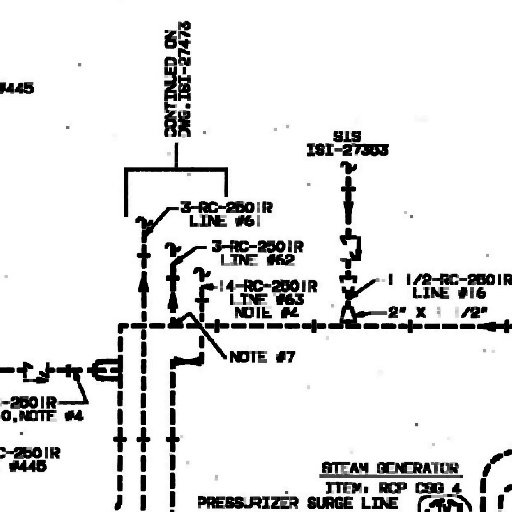 CONTINUED ON
DWG.ISI-27473
#445
SIS
ISI-27353
3-RC-2501R
LINE #61
3-RC-2501R
LINE #62
14-RC-2501R
LINE #63
NOTE #4
1 1/2-RC-2501R
LINE #16
2" X 1 1/2"
NOTE #7
-2501R
0,NOTE #4
C-2501R
#445
STEAM GENERATOR
ITEM: RCP CSG 4
PRESSURIZER SURGE LINE